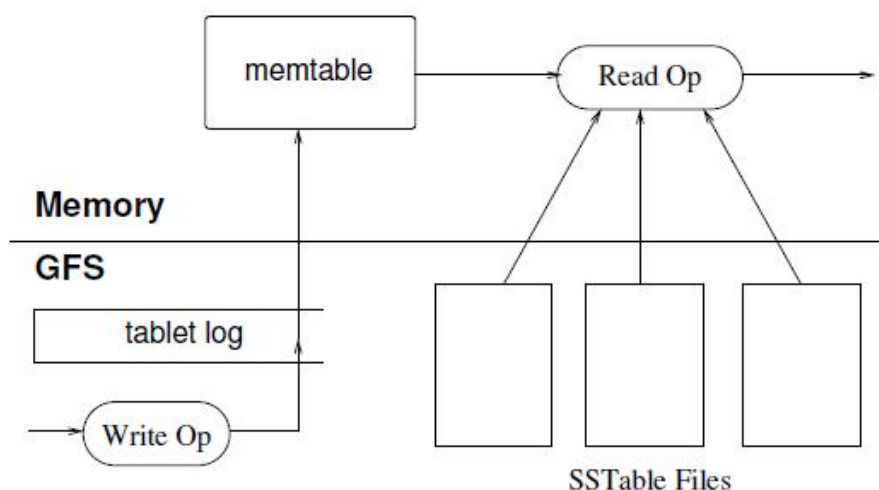 memtable
Read Op
Memory
GFS
tablet log
Write Op
SSTable Files